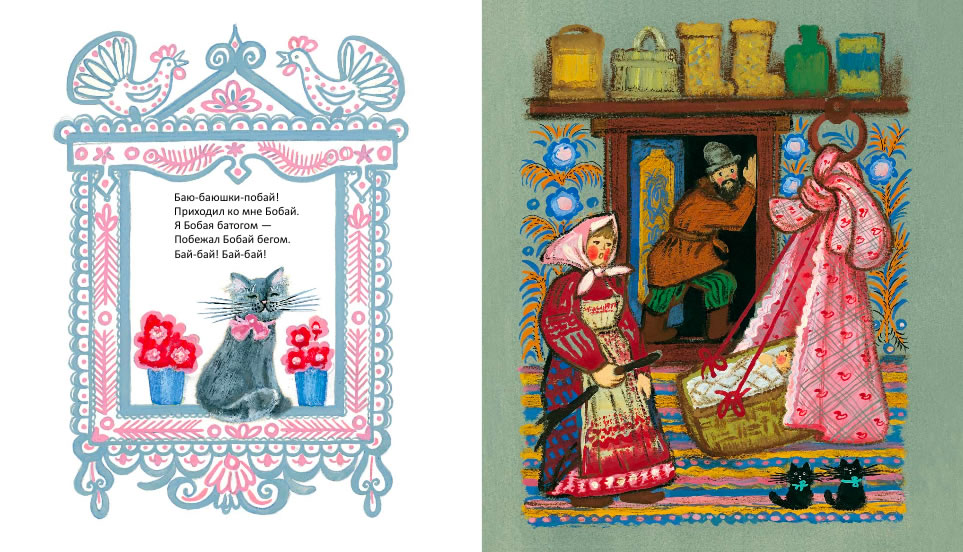 Баю-баюшки-побай!
Приходил ко мне Бобай.
Я Бобая батогом —
Побежал Бобай бегом.
Бай-бай! Бай-бай!